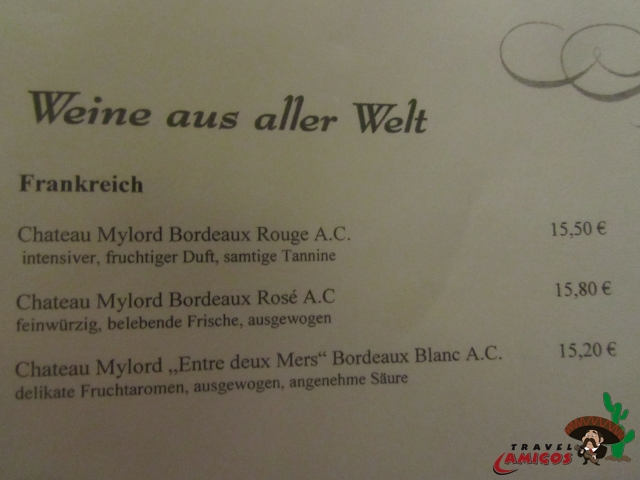 Weine aus aller Welt
Frankreich
Chateau Mylord Bordeaux Rouge A.C. 15,50 €
intensiver, fruchtiger Duft, samtige Tannine
Chateau Mylord Bordeaux Rosé A.C 15,80 €
feinwürzig, belebende Frische, ausgewogen
Chateau Mylord „Entre deux Mers“ Bordeaux Blanc A.C. 15,20 €
delikate Fruchtaromen, ausgewogen, angenehme Säure
TRAVEL
AMIGOS